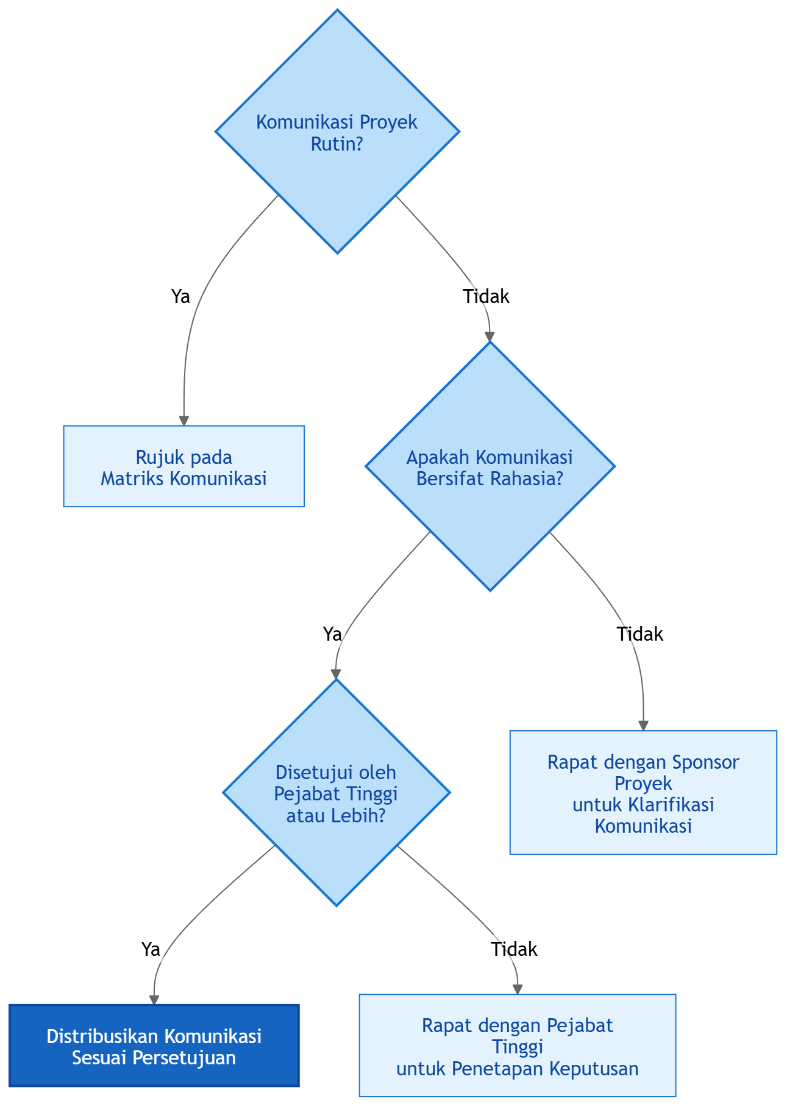 Komunikasi Proyek
Rutin?
Ya
Tidak
Rujuk pada
Matriks Komunikasi
Apakah Komunikasi
Bersifat Rahasia?
Ya
Tidak
Disetujui oleh
Pejabat Tinggi
atau Lebih?
Rapat dengan Sponsor
Proyek
untuk Klarifikasi
Komunikasi
Ya
Tidak
Distribusikan Komunikasi
Sesuai Persetujuan
Rapat dengan Pejabat
Tinggi
untuk Penetapan Keputusan